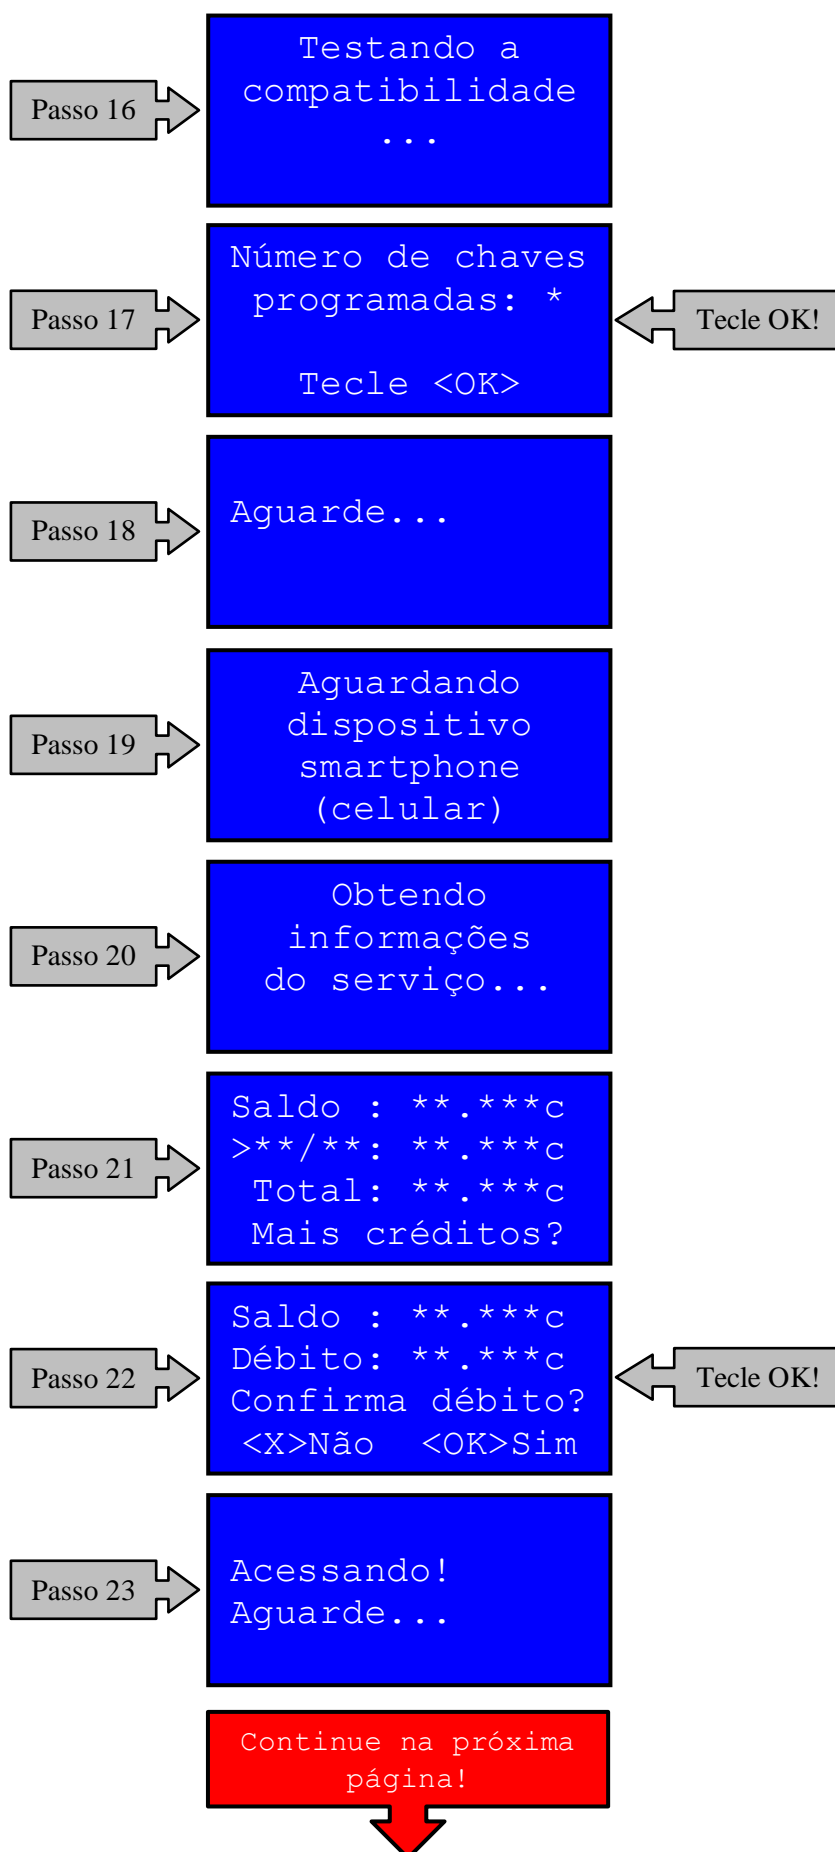 Passo 16
Testando a
compatibilidade
...
Passo 17
Número de chaves
programadas: *
Tecle <OK>
Tecle OK!
Passo 18
Aguarde...
Passo 19
Aguardando
dispositivo
smartphone
(celular)
Passo 20
Obtendo
informações
do serviço...
Passo 21
Saldo : **.***c
>**/**: **.***c
Total: **.***c
Mais créditos?
Passo 22
Saldo : **.***c
Débito: **.***c
Confirma débito?
<X>Não <OK>Sim
Tecle OK!
Passo 23
Acessando!
Aguarde...
Continue na próxima
página!